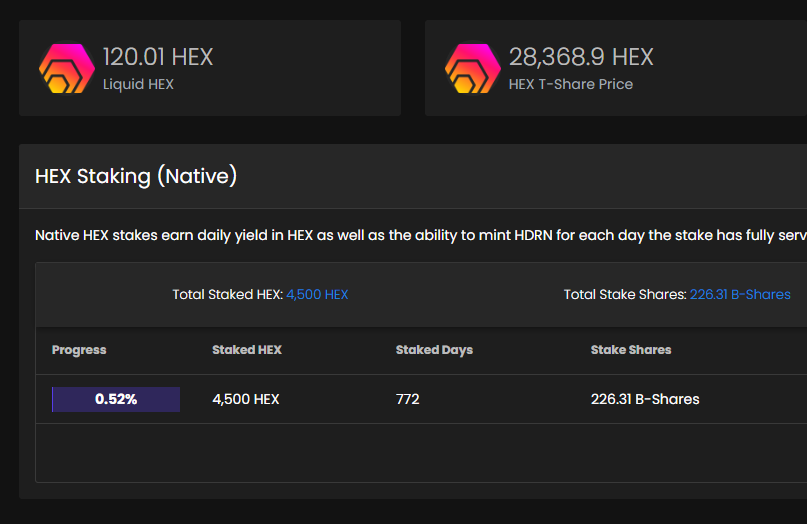 120.01 HEX
Liquid HEX
28,368.9 HEX
HEX T-Share Price
HEX Staking (Native)
Native HEX stakes earn daily yield in HEX as well as the ability to mint HDRN for each day the stake has fully serv
Total Staked HEX: 4,500 HEX
Total Stake Shares: 226.31 B-Shares
Progress Staked HEX Staked Days Stake Shares
0.52% 4,500 HEX 772 226.31 B-Shares